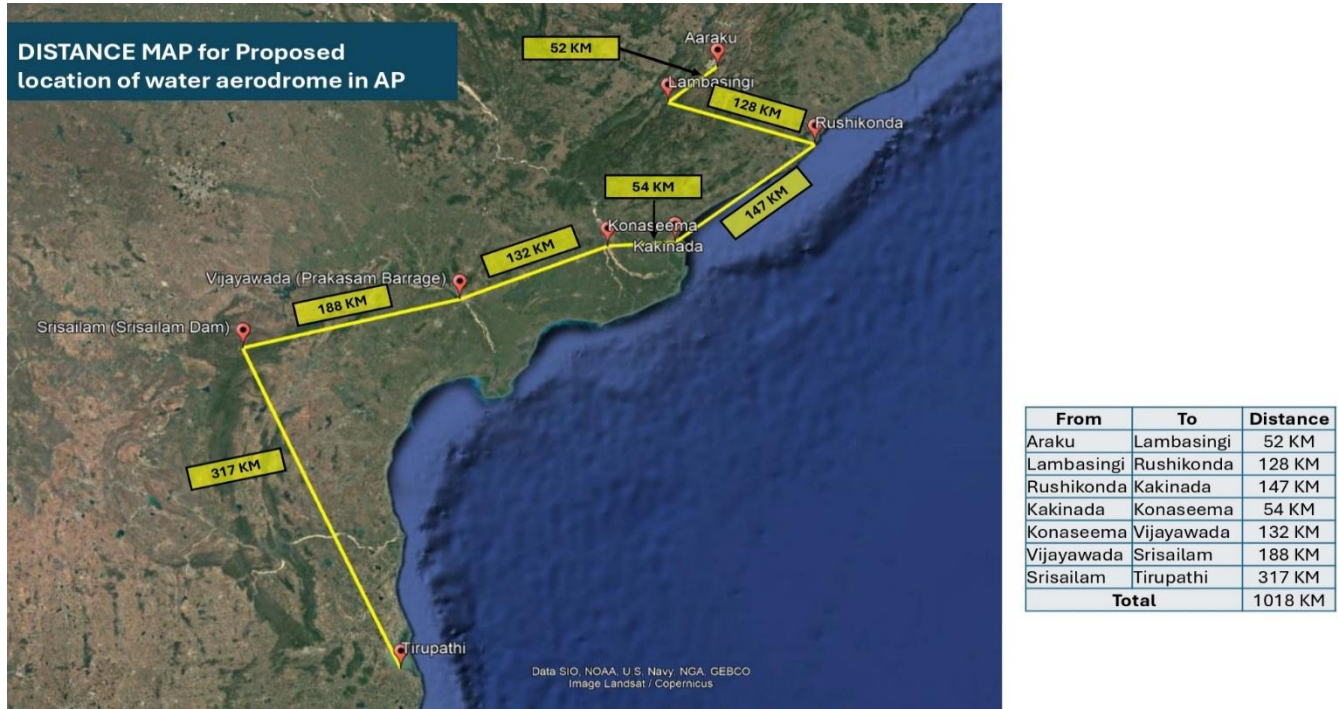 DISTANCE MAP for Proposed
location of water aerodrome in AP
52 KM
Aaraku
Lambasingi
128 KM
Rushikonda
54 KM
147 KM
Konaseema
Kakinada
132 KM
Vijayawada (Prakasam Barrage)
188 KM
Srisailam (Srisailam Dam)
317 KM
Tirupathi
Data SIO, NOAA, U.S. Navy, NGA, GEBCO
Image Landsat / Copernicus
From To Distance
Araku Lambasingi 52 KM
Lambasingi Rushikonda 128 KM
Rushikonda Kakinada 147 KM
Kakinada Konaseema 54 KM
Konaseema Vijayawada 132 KM
Vijayawada Srisailam 188 KM
Srisailam Tirupathi 317 KM
Total 1018 KM